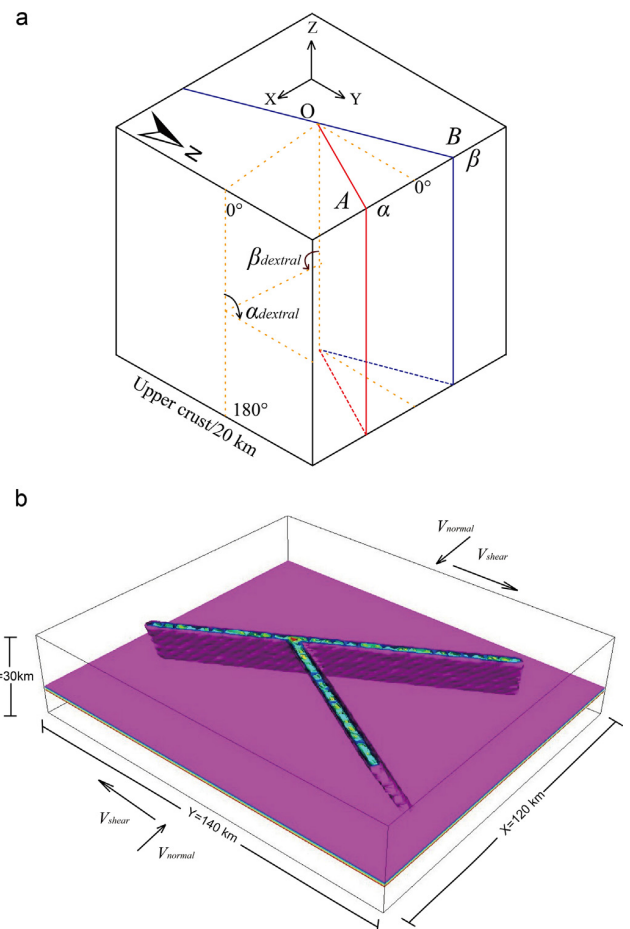 a
Z
X
Y
O
N
B
β
A
α
0°
0°
βdextral
αdextral
180°
Upper crust/20 km
b
Vnormal
Vshear
=30km
Vshear
Vnormal
Y=140 km
X=120 km